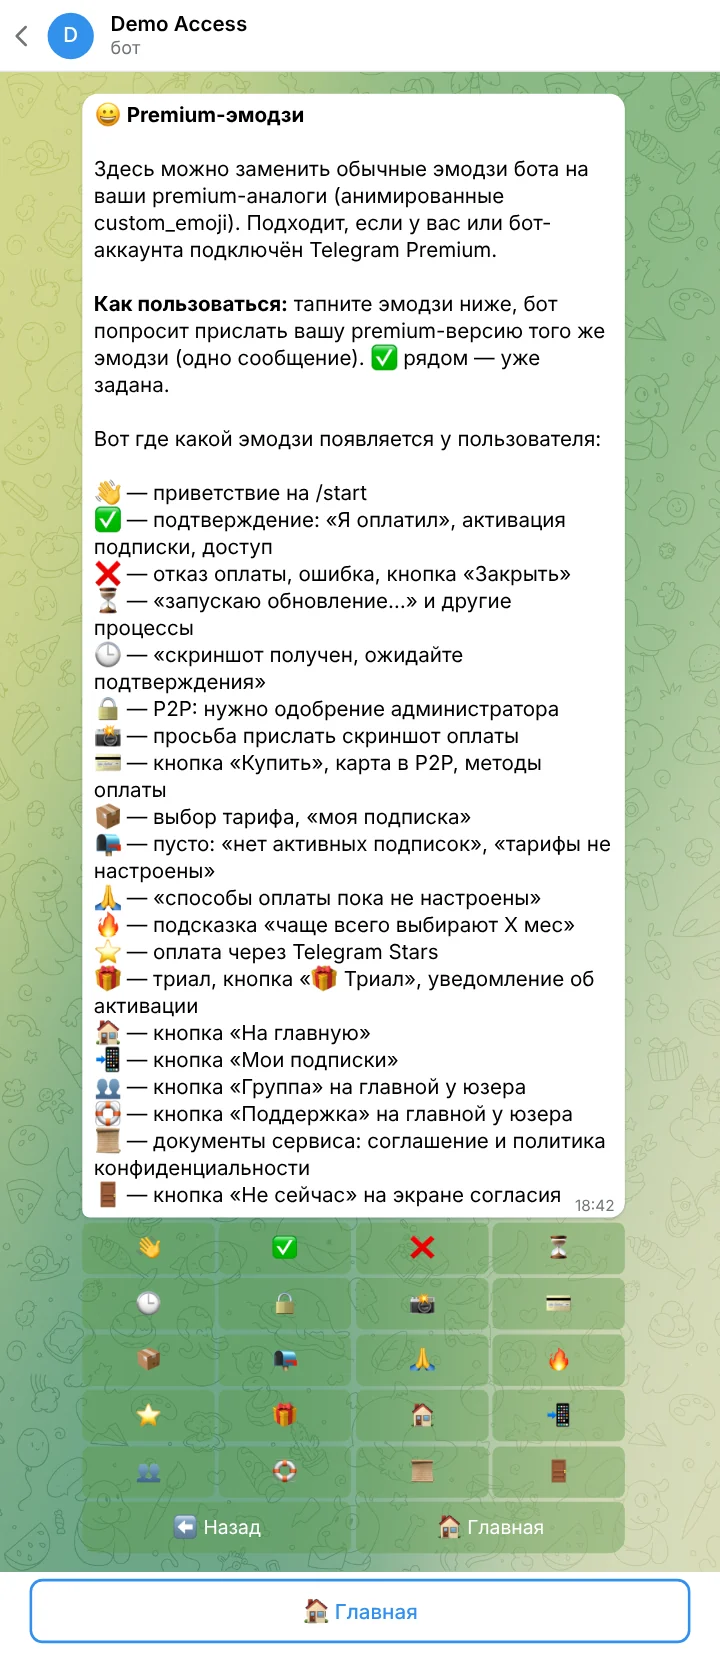 D
Demo Access
бот
😀 Premium-эмодзи
Здесь можно заменить обычные эмодзи бота на
ваши premium-аналоги (анимированные
custom_emoji). Подходит, если у вас или бот-
аккаунта подключён Telegram Premium.
Как пользоваться: тапните эмодзи ниже, бот
попросит прислать вашу premium-версию того же
эмодзи (одно сообщение). ✅ рядом — уже
задана.
Вот где какой эмодзи появляется у пользователя:
👋 — приветствие на /start
✅ — подтверждение: «Я оплатил», активация
подписки, доступ
❌ — отказ оплаты, ошибка, кнопка «Закрыть»
⏳ — «запускаю обновление...» и другие
процессы
🕒 — «скриншот получен, ожидайте
подтверждения»
🔒 — P2P: нужно одобрение администратора
📸 — просьба прислать скриншот оплаты
💳 — кнопка «Купить», карта в P2P, методы
оплаты
📦 — выбор тарифа, «моя подписка»
📭 — пусто: «нет активных подписок», «тарифы не
настроены»
🙏 — «способы оплаты пока не настроены»
🔥 — подсказка «чаще всего выбирают X мес»
⭐ — оплата через Telegram Stars
🎁 — триал, кнопка «🎁 Триал», уведомление об
активации
🏠 — кнопка «На главную»
📲 — кнопка «Мои подписки»
👥 — кнопка «Группа» на главной у юзера
🛟 — кнопка «Поддержка» на главной у юзера
📜 — документы сервиса: соглашение и политика
конфиденциальности
🚪 — кнопка «Не сейчас» на экране согласия
18:42
⬅️ Назад
🏠 Главная
🏠 Главная